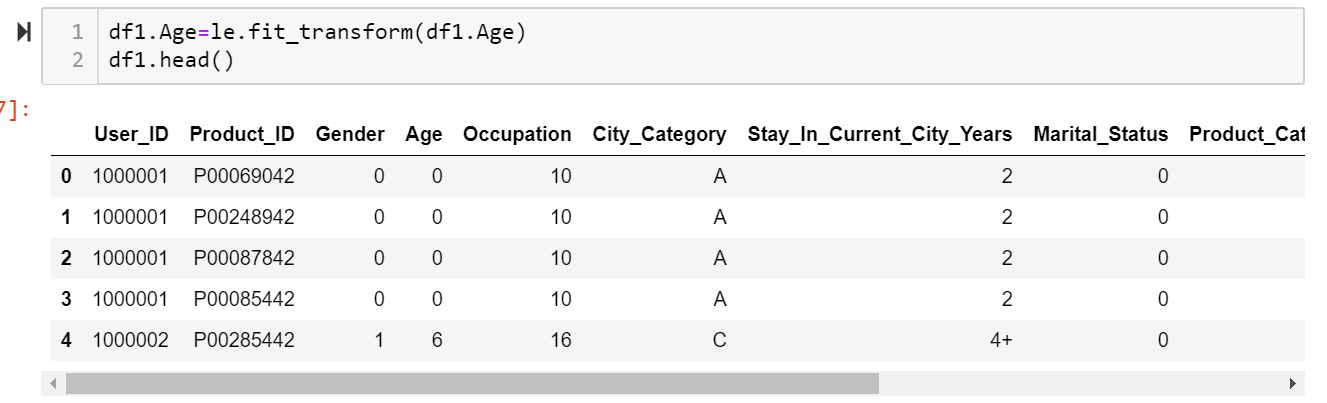 1 df1.Age=le.fit_transform(df1.Age)
2 df1.head()
7]:
User_ID Product_ID Gender Age Occupation City_Category Stay_In_Current_City_Years Marital_Status Product_Cat
0 1000001 P00069042 0 0 10 A 2 0
1 1000001 P00248942 0 0 10 A 2 0
2 1000001 P00087842 0 0 10 A 2 0
3 1000001 P00085442 0 0 10 A 2 0
4 1000002 P00285442 1 6 16 C 4+ 0